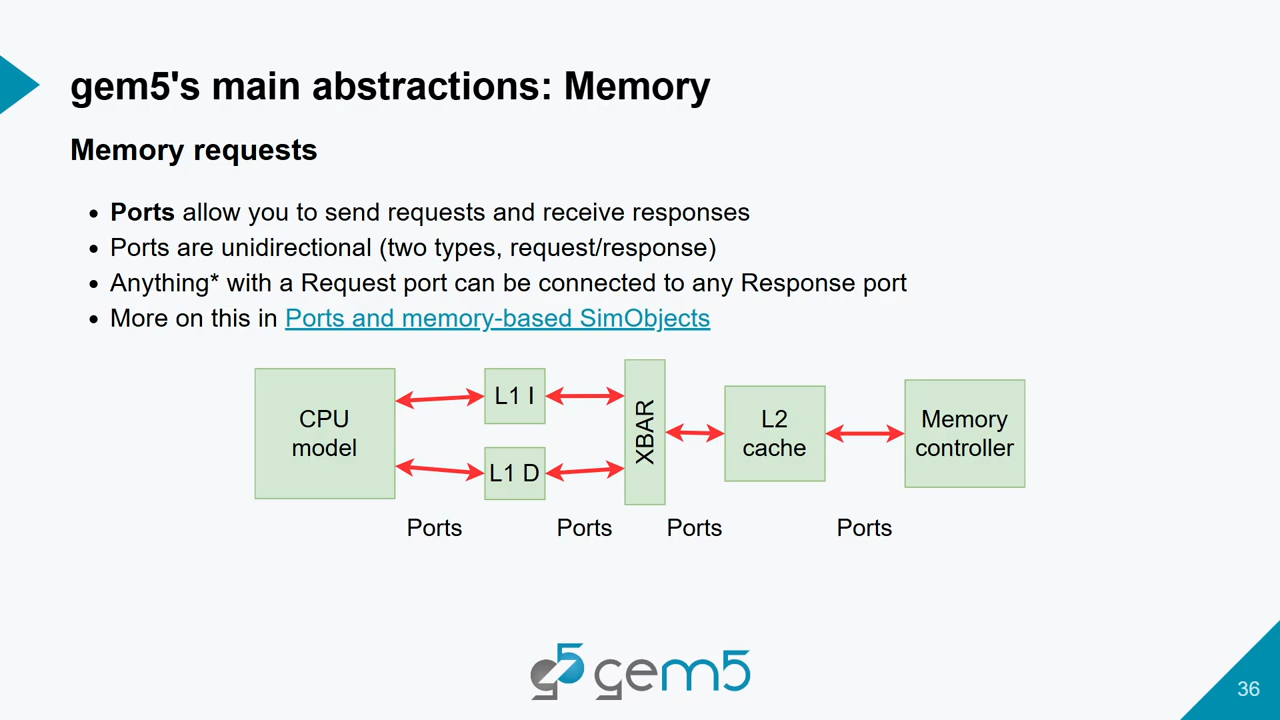 gem5's main abstractions: Memory
Memory requests
• Ports allow you to send requests and receive responses
• Ports are unidirectional (two types, request/response)
• Anything* with a Request port can be connected to any Response port
• More on this in Ports and memory-based SimObjects
CPU
model
L1 I
L1 D
XBAR
L2
cache
Memory
controller
Ports
Ports
Ports
Ports
g5 gem5
36